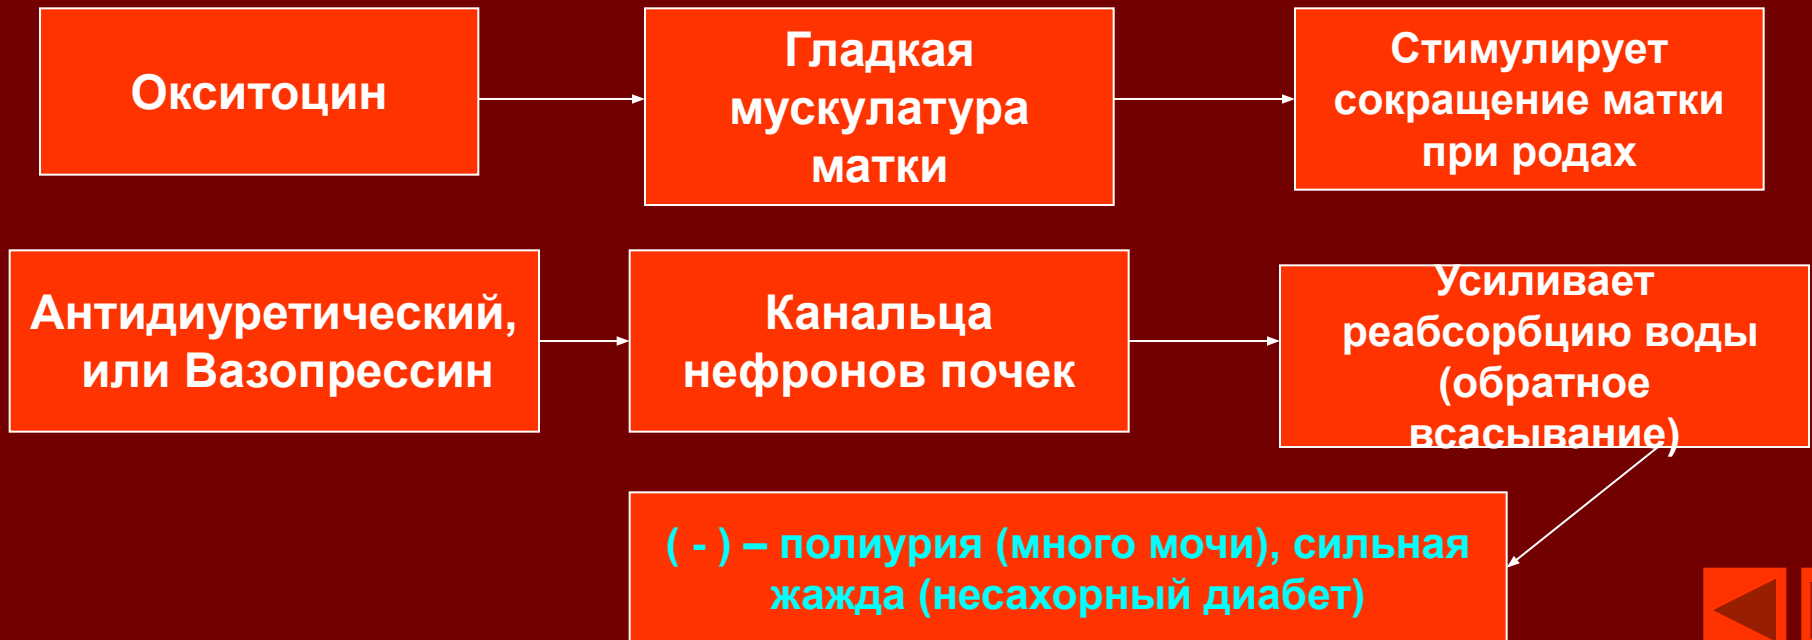 Окситоцин
Гладкая
мускулатура
матки
Стимулирует
сокращение матки
при родах
Антидиуретический,
или Вазопрессин
Канальца
нефронов почек
Усиливает
реабсорбцию воды
(обратное
всасывание)
( - ) – полиурия (много мочи), сильная
жажда (несахорный диабет)